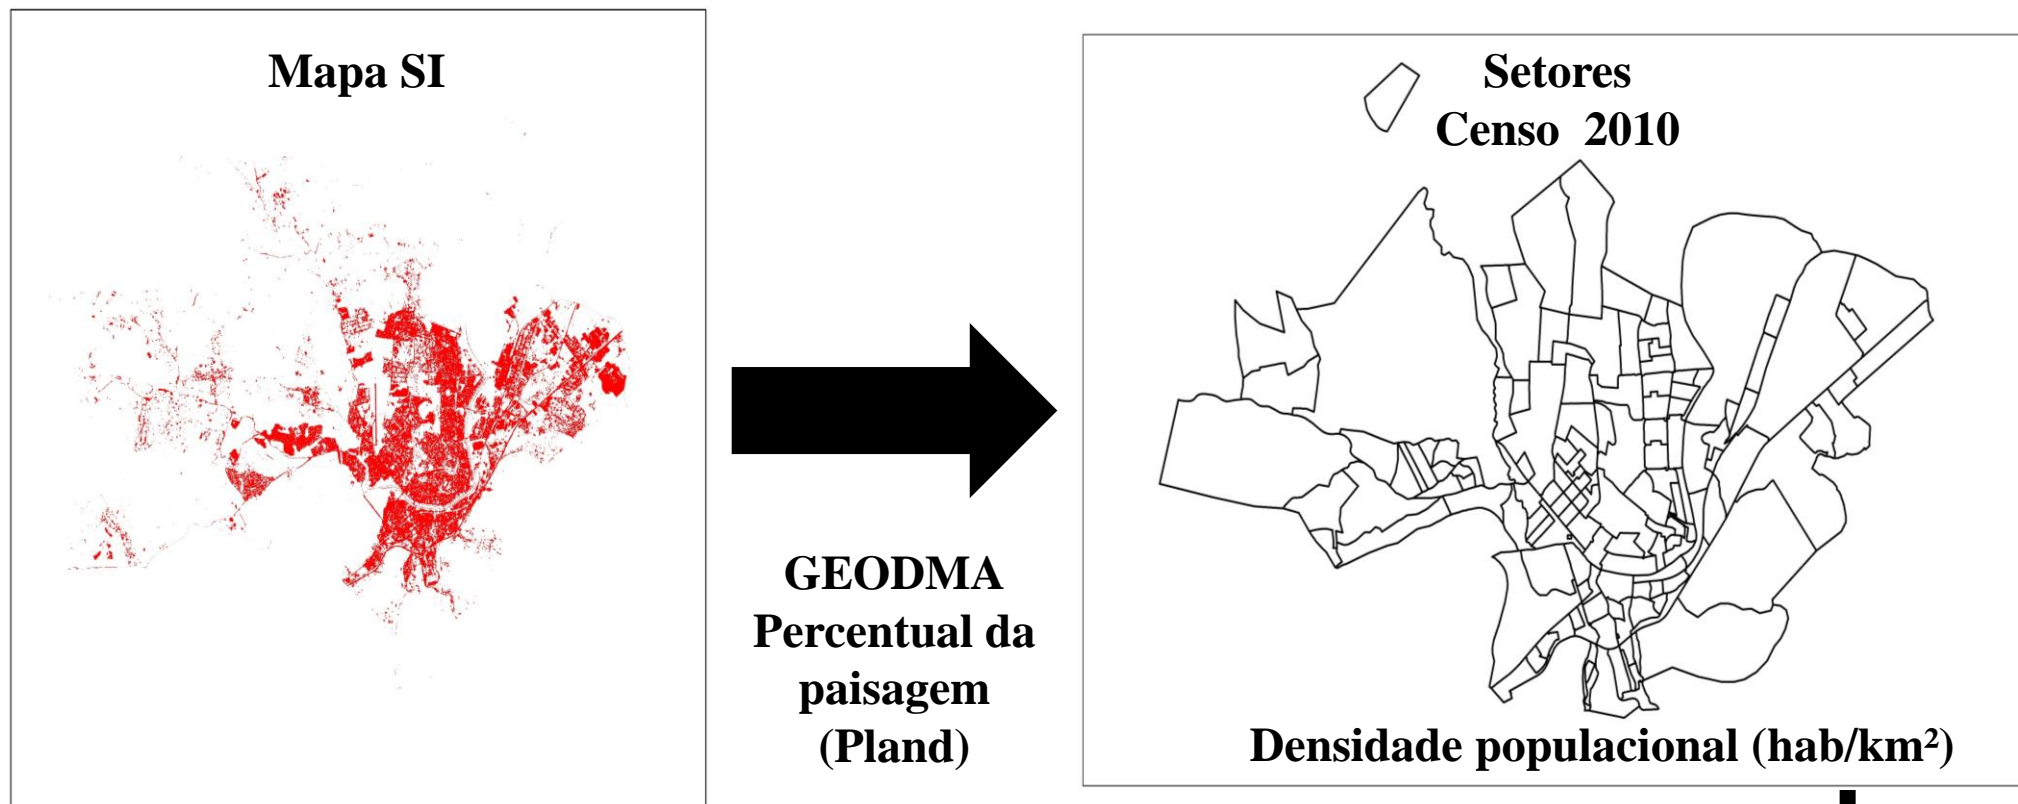 Mapa SI
GEODMA
Percentual da
paisagem
(Pland)
Setores
Censo 2010
Densidade populacional (hab/km²)